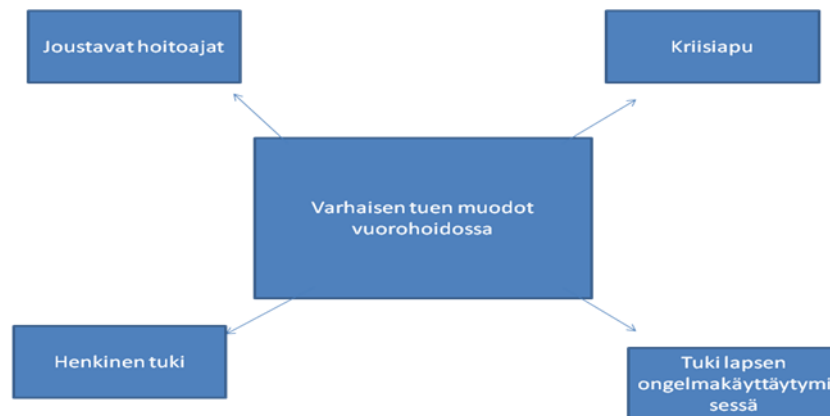 Joustavat hoitoajat
Kriisiapu
Varhaisen tuen muodot
vuorohoidossa
Henkinen tuki
Tuki lapsen
ongelmakäyttäytymi
sessä